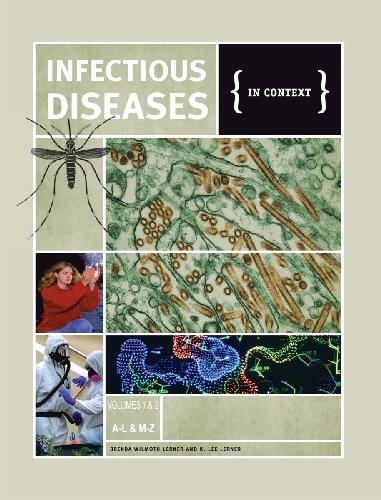 INFECTIOUS
DISEASES
{ IN CONTEXT }
VOLUMES 1 & 2
A-L & M-Z
BRENDA WILMOTH LERNER AND K. LEE LERNER